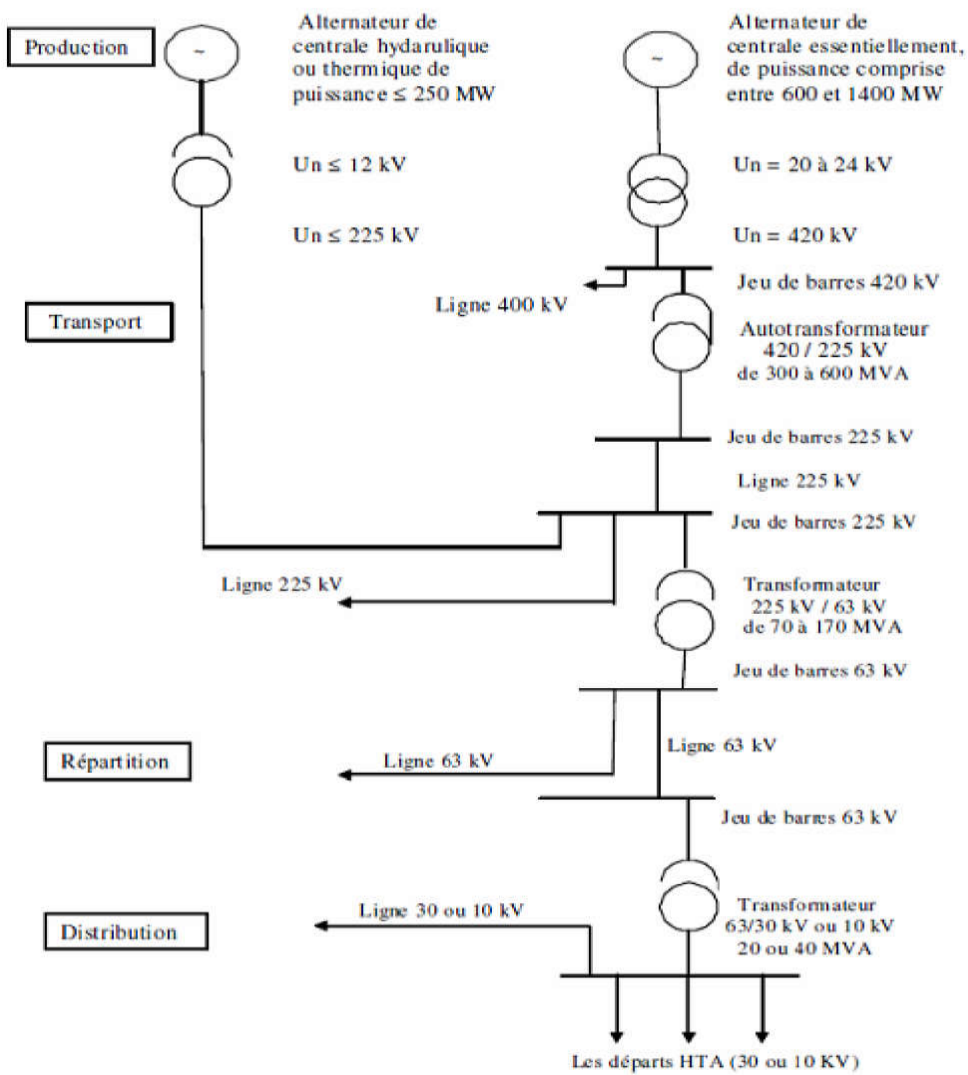 Production
~
Alternateur de
centrale hydarulique
ou thermique de
puissance ≤ 250 MW
~
Alternateur de
centrale essentiellement,
de puissance comprise
entre 600 et 1400 MW
Un ≤ 12 kV
Un = 20 à 24 kV
Un ≤ 225 kV
Un = 420 kV
Jeu de barres 420 kV
Ligne 400 kV
Transport
Autotransformateur
420 / 225 kV
de 300 à 600 MVA
Jeu de barres 225 kV
Ligne 225 kV
Jeu de barres 225 kV
Ligne 225 kV
Transformateur
225 kV / 63 kV
de 70 à 170 MVA
Jeu de barres 63 kV
Ligne 63 kV
Répartition
Ligne 63 kV
Jeu de barres 63 kV
Ligne 30 ou 10 kV
Distribution
Transformateur
63/30 kV ou 10 kV
20 ou 40 MVA
Les départs HTA (30 ou 10 KV)